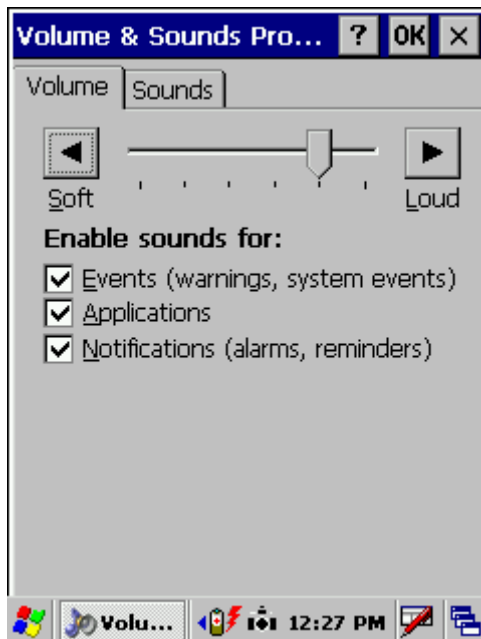 Volume & Sounds Pro... ? OK ×
Volume Sounds
Soft Loud
Enable sounds for:
Events (warnings, system events)
Applications
Notifications (alarms, reminders)
Volu... 12:27 PM